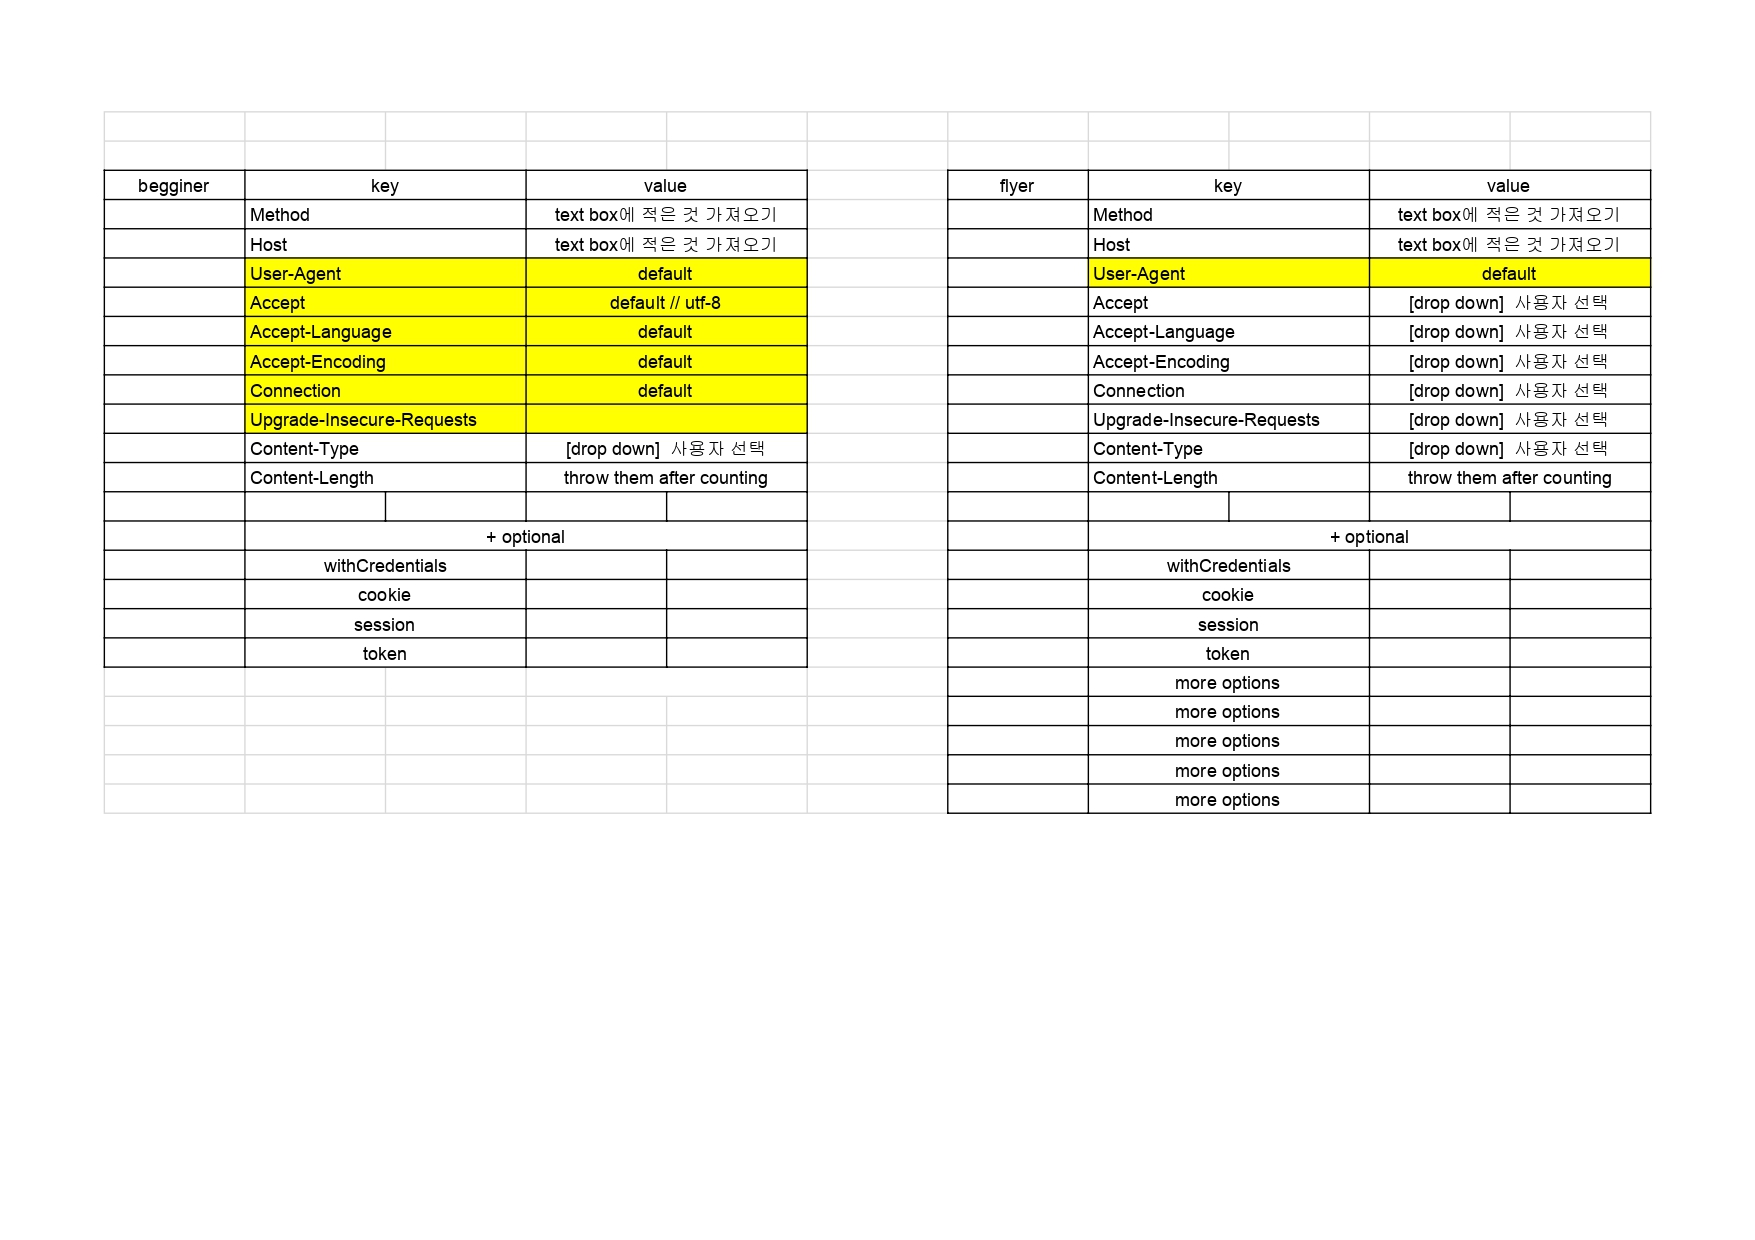 begginer key value flyer key value
Method text box에 적은 것 가져오기 Method text box에 적은 것 가져오기
Host text box에 적은 것 가져오기 Host text box에 적은 것 가져오기
User-Agent default User-Agent default
Accept default // utf-8 Accept [drop down] 사용자 선택
Accept-Language default Accept-Language [drop down] 사용자 선택
Accept-Encoding default Accept-Encoding [drop down] 사용자 선택
Connection default Connection [drop down] 사용자 선택
Upgrade-Insecure-Requests Upgrade-Insecure-Requests [drop down] 사용자 선택
Content-Type [drop down] 사용자 선택 Content-Type [drop down] 사용자 선택
Content-Length throw them after counting Content-Length throw them after counting
+ optional + optional
withCredentials withCredentials
cookie cookie
session session
token token
more options
more options
more options
more options
more options